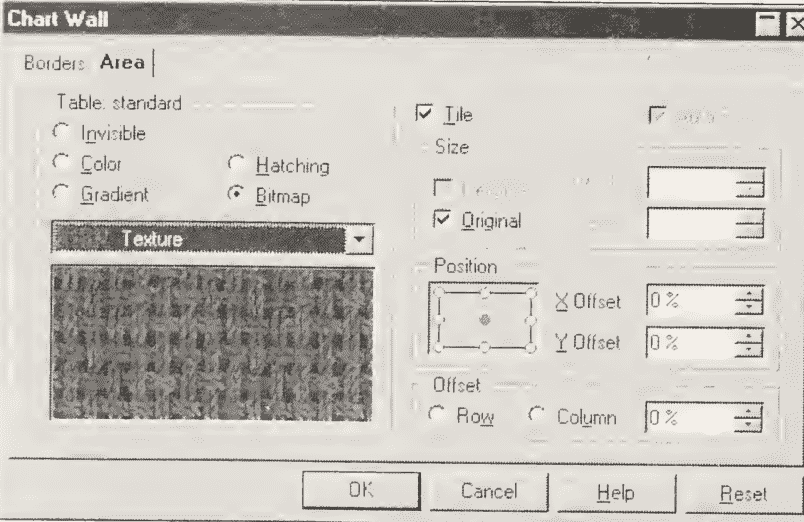 Chart Wall
Borders Area
Table: standard
Invisible
Color
Hatching
Gradient
Bitmap
Texture
Tile
Size
Original
Position
X Offset 0 %
Y Offset 0 %
Offset
Row Column 0 %
OK Cancel Help Reset